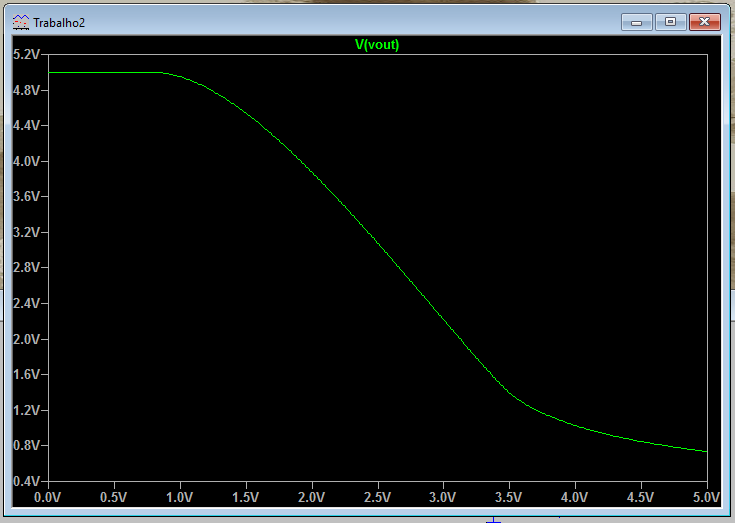 Trabalho2
V(vout)
5.2V
4.8V
4.4V
4.0V
3.6V
3.2V
2.8V
2.4V
2.0V
1.6V
1.2V
0.8V
0.4V
0.0V 0.5V 1.0V 1.5V 2.0V 2.5V 3.0V 3.5V 4.0V 4.5V 5.0V